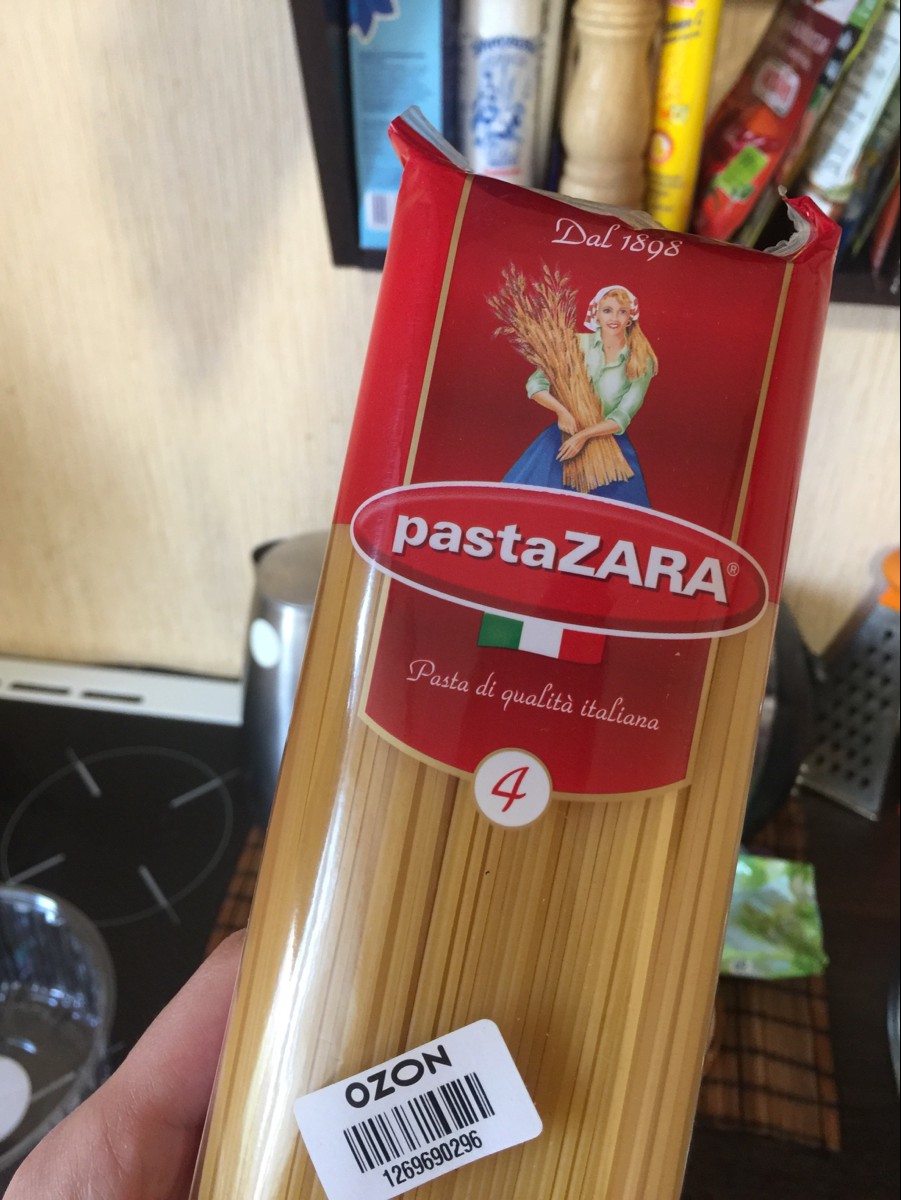 Dal 1898
pastaZARA®
Pasta di qualità italiana
4
OZON
1269690296